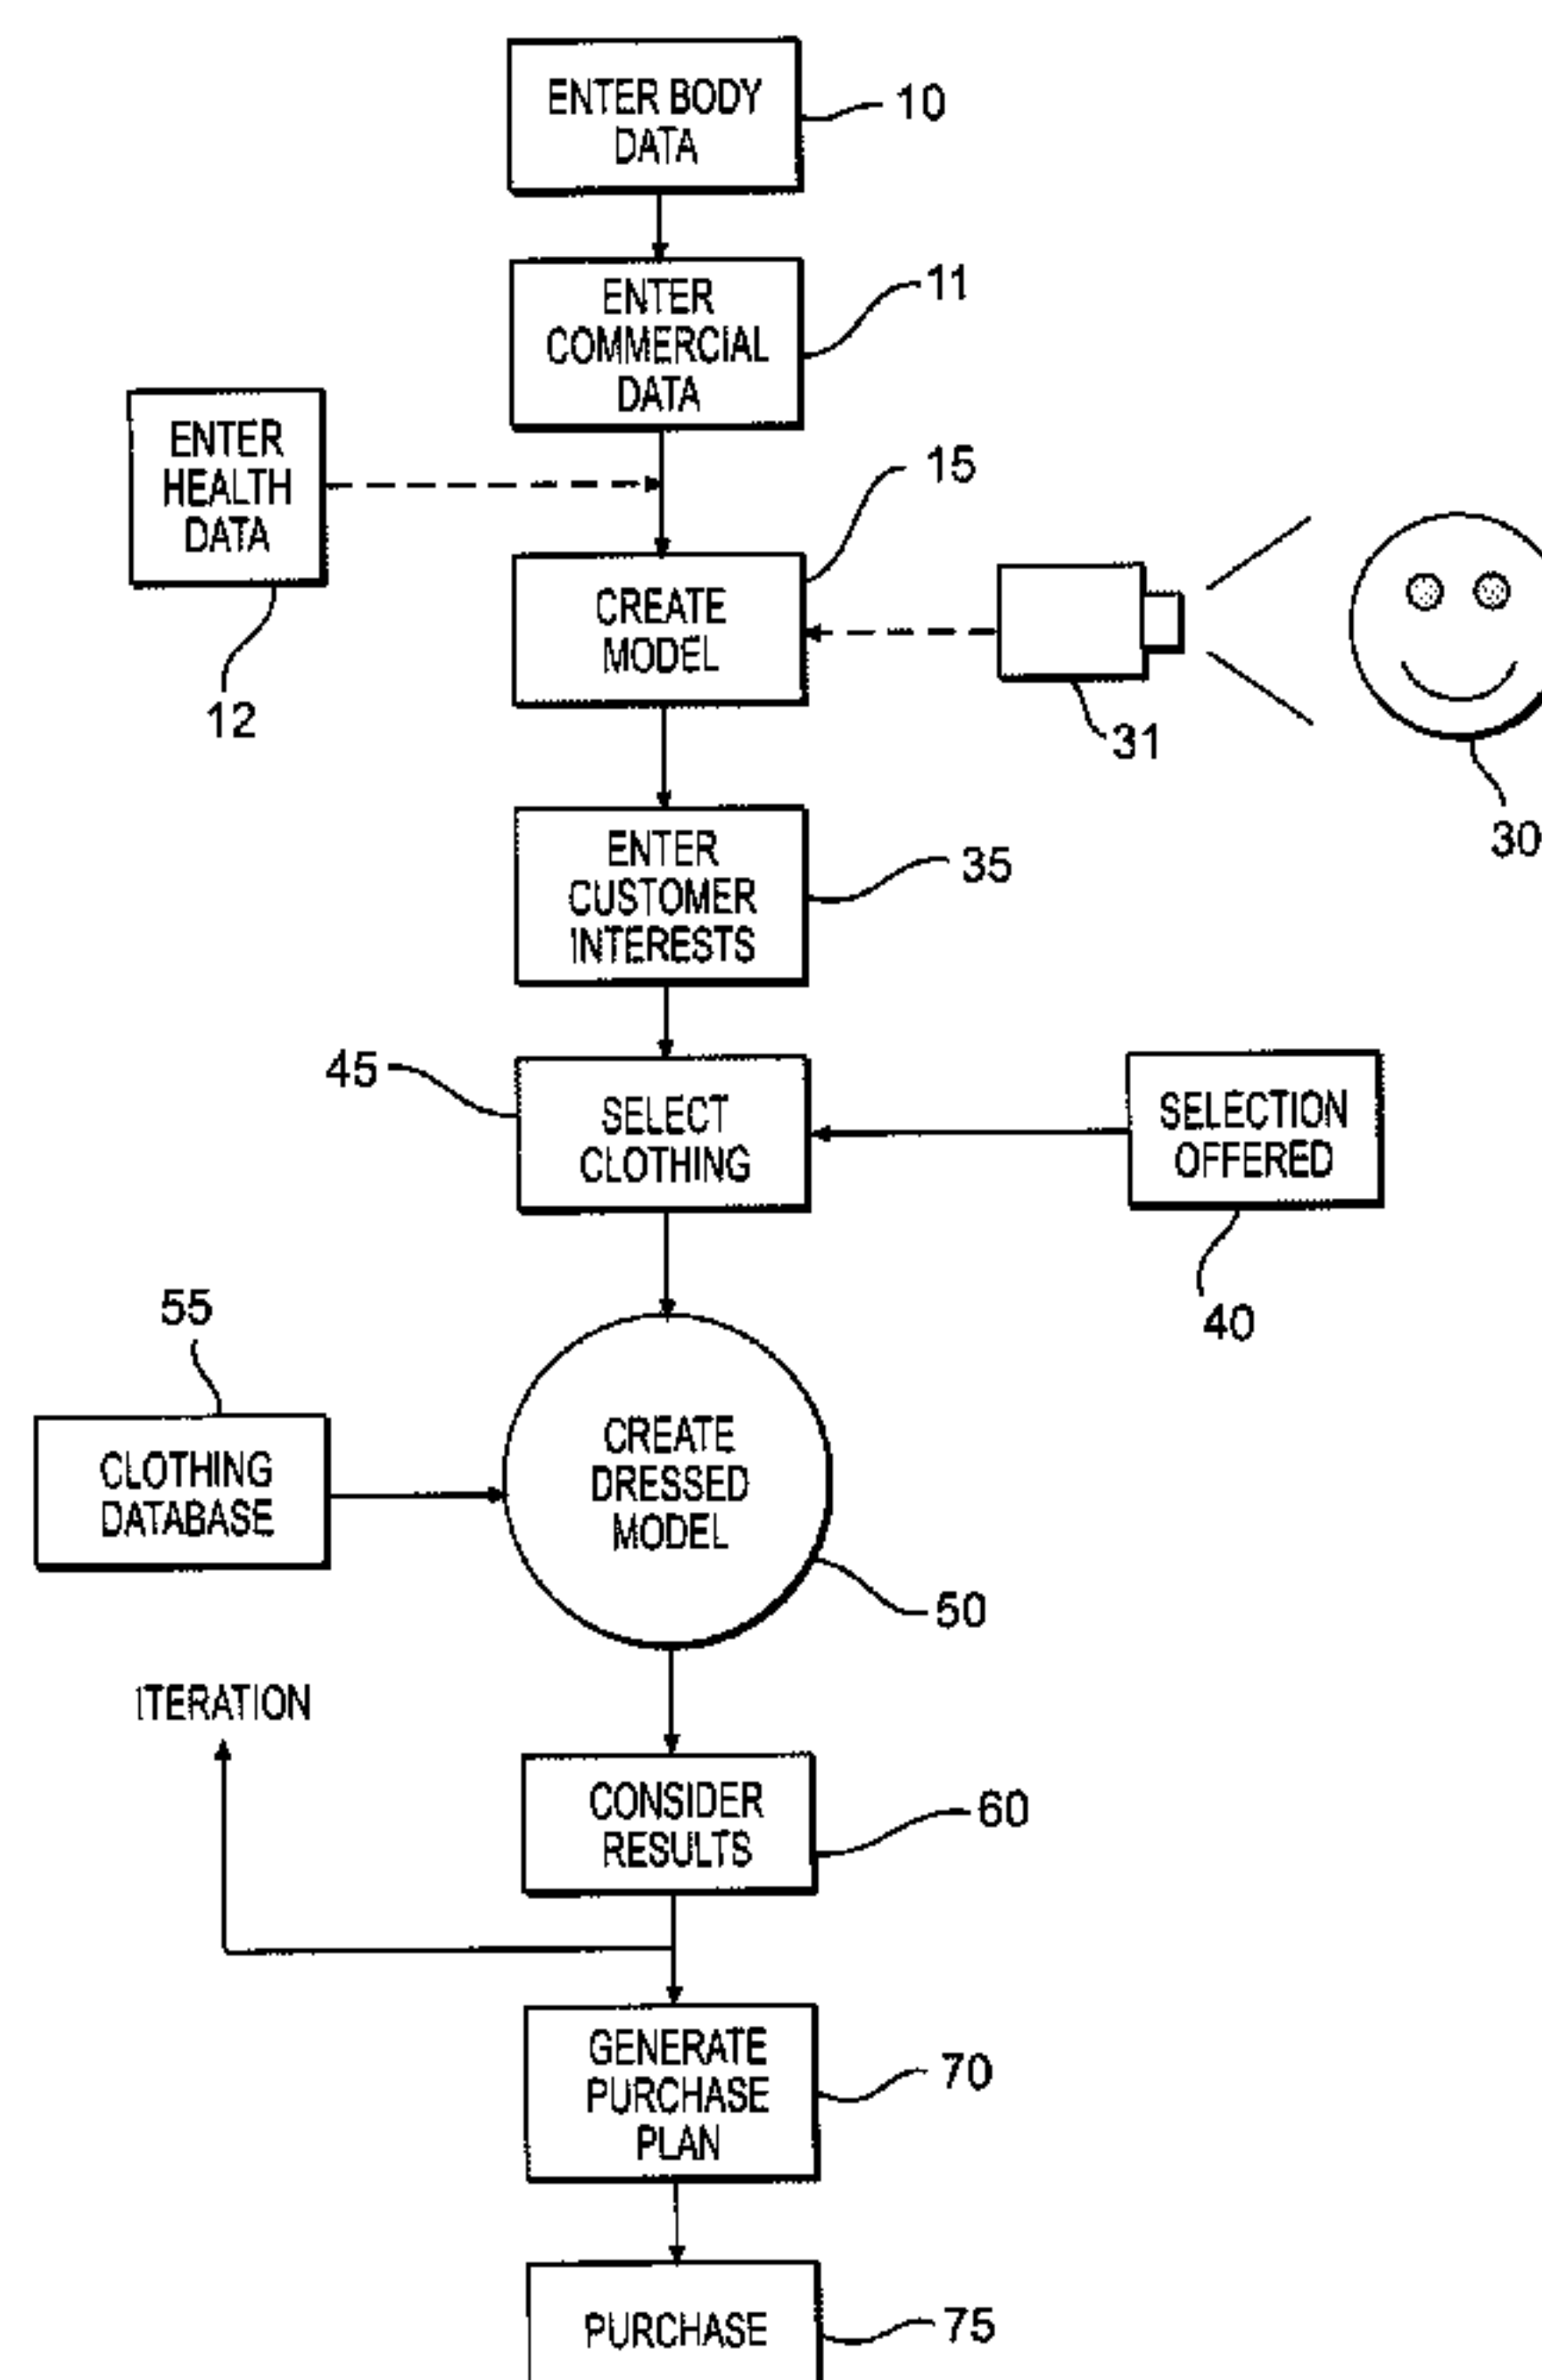 ENTER BODY
DATA
10
ENTER
COMMERCIAL
DATA
11
ENTER
HEALTH
DATA
12
CREATE
MODEL
15
31
30
ENTER
CUSTOMER
INTERESTS
35
45
SELECT
CLOTHING
SELECTION
OFFERED
40
55
CLOTHING
DATABASE
CREATE
DRESSED
MODEL
50
ITERATION
CONSIDER
RESULTS
60
GENERATE
PURCHASE
PLAN
70
PURCHASE
75